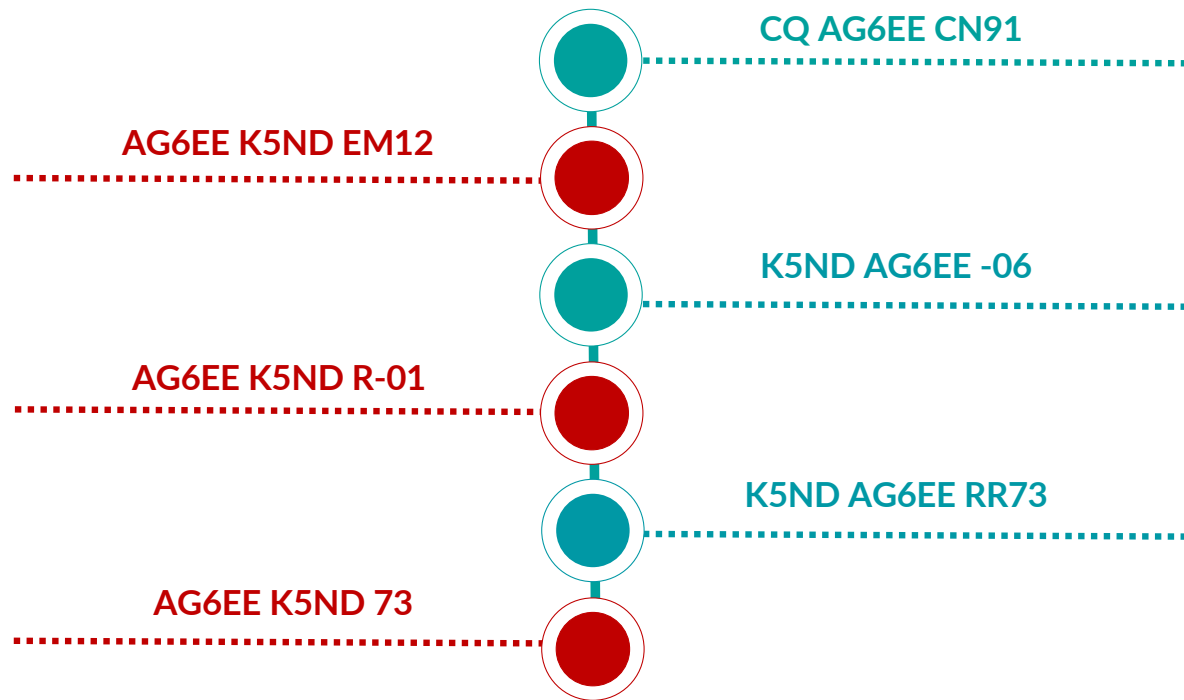 CQ AG6EE CN91
AG6EE K5ND EM12
K5ND AG6EE -06
AG6EE K5ND R-01
K5ND AG6EE RR73
AG6EE K5ND 73